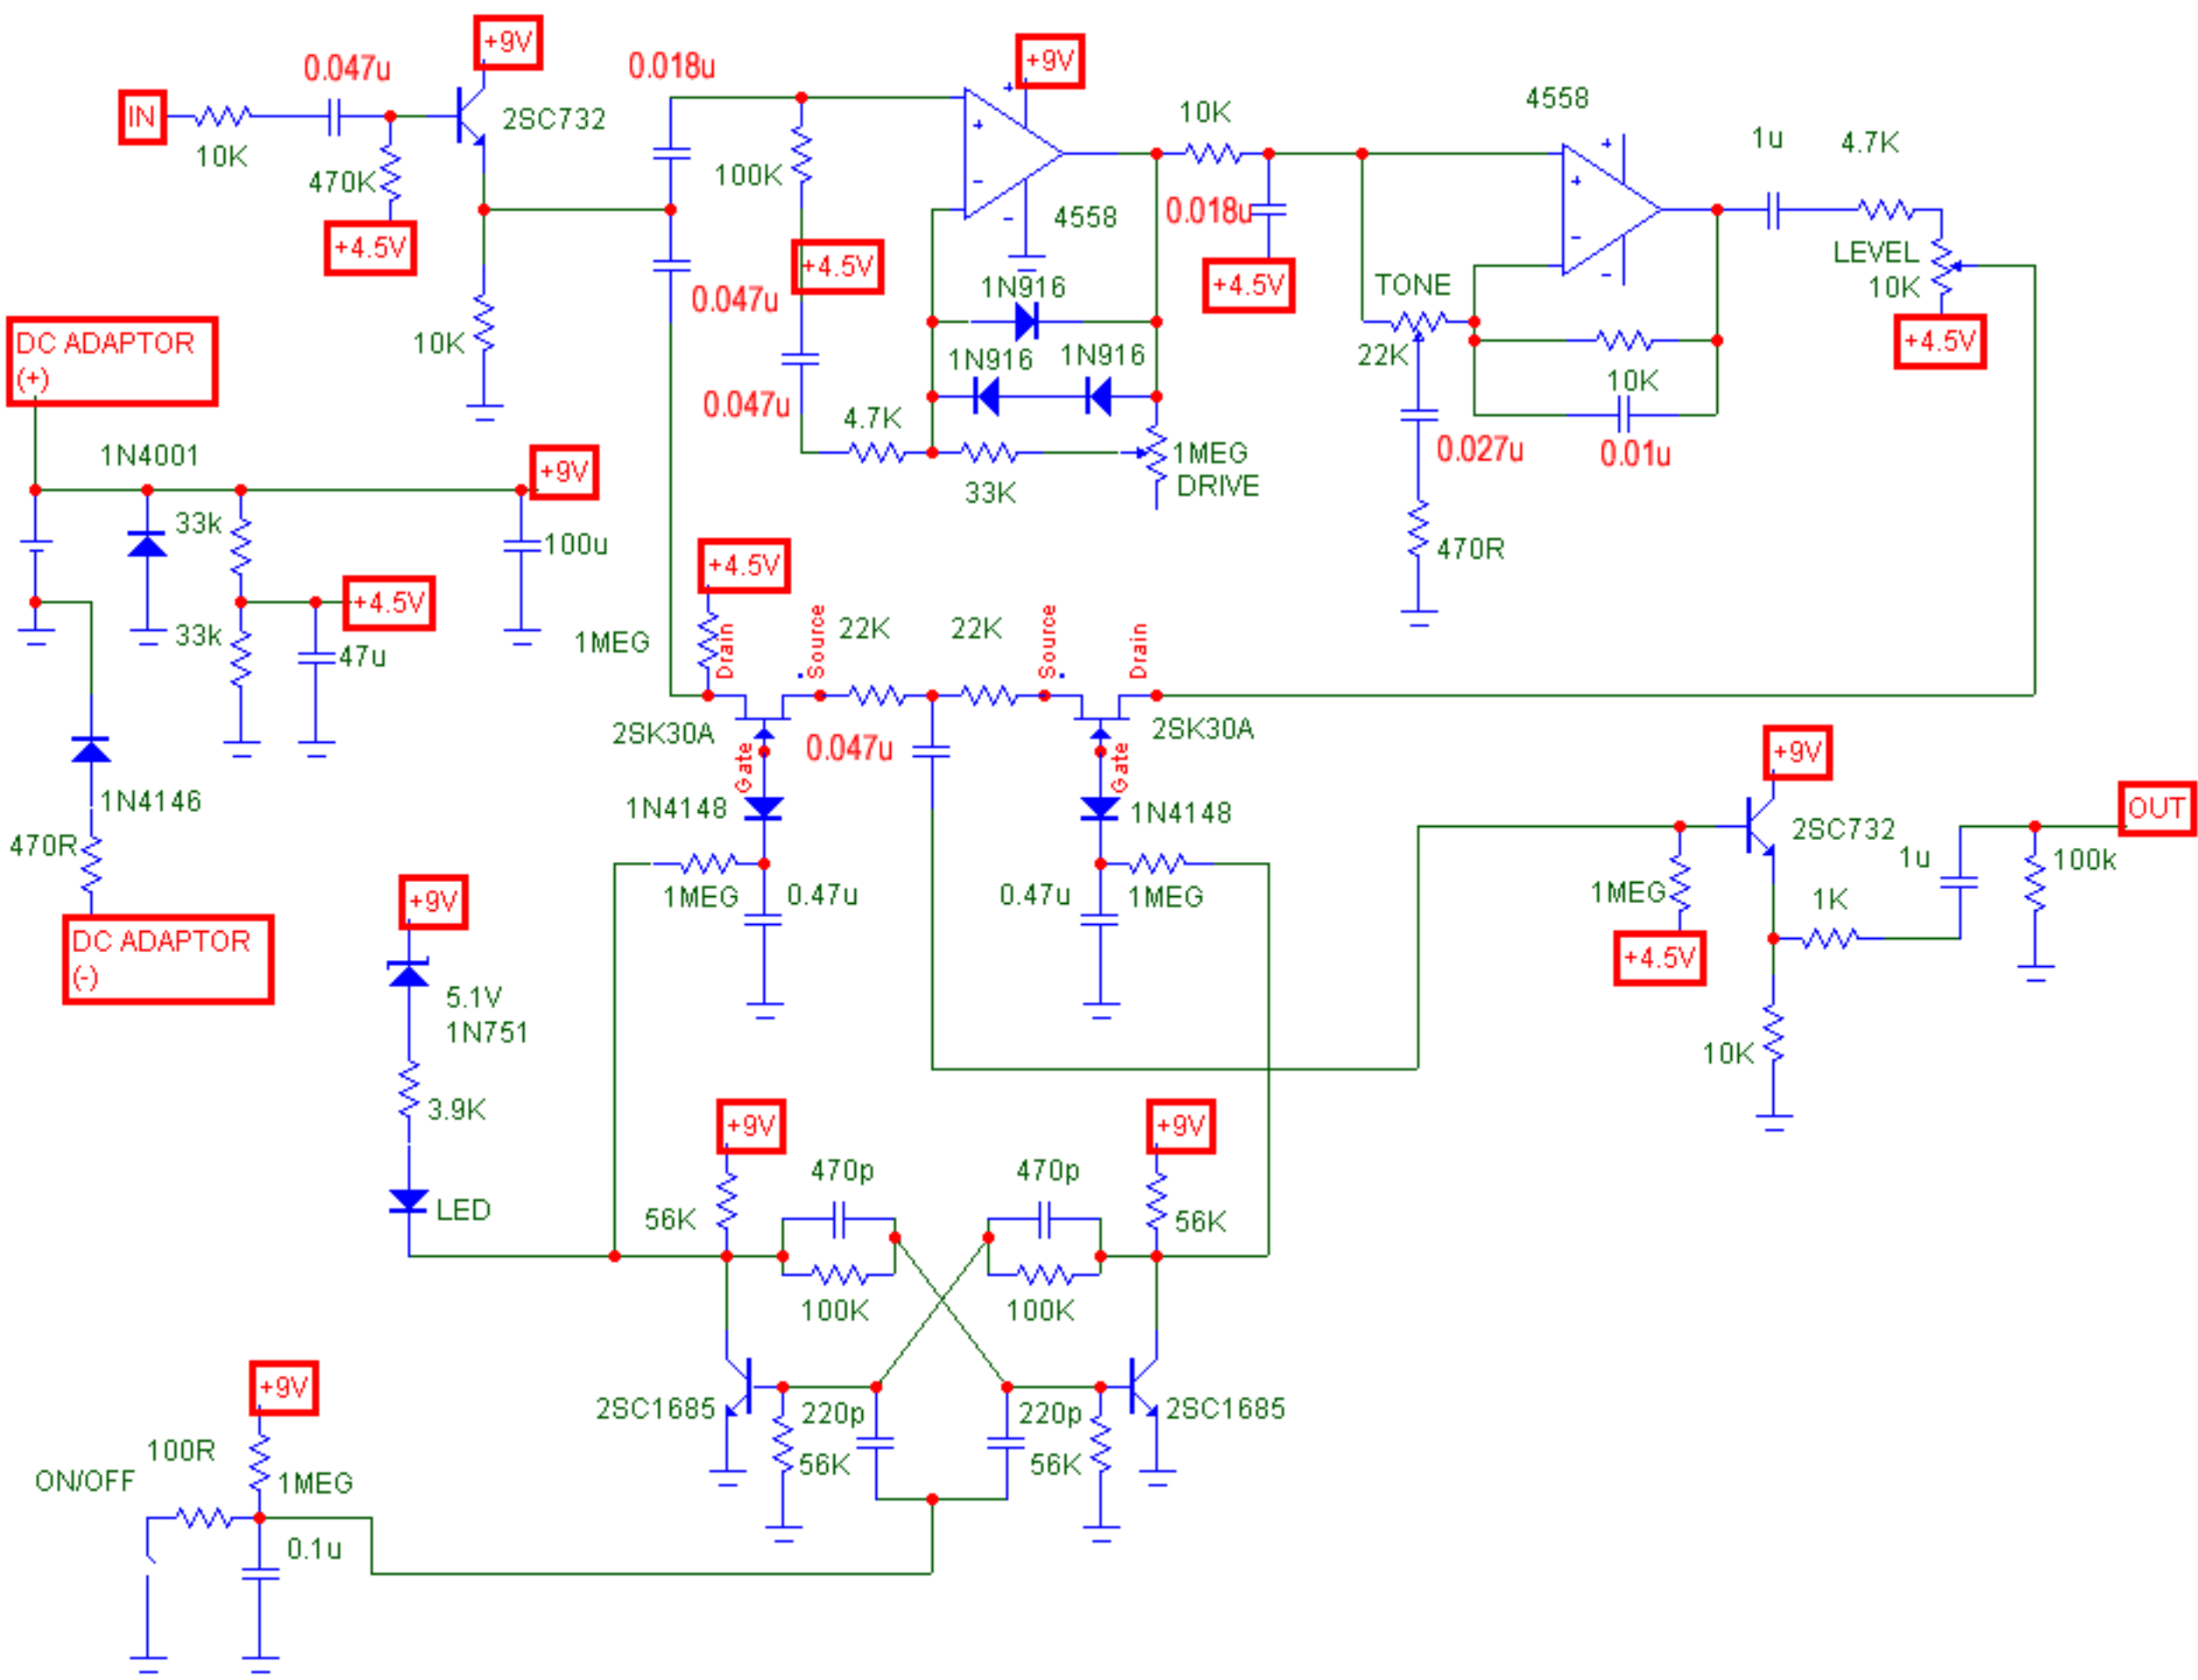 +9V
0.047u
0.018u
+9V
IN
2SC732
4558
10K
10K
1u
4.7K
470K
100K
+4.5V
4558
0.018u
+4.5V
+4.5V
LEVEL
10K
TONE
0.047u
1N916
DC ADAPTOR
(+)
10K
1N916
1N916
22K
+4.5V
10K
0.047u
4.7K
1MEG
DRIVE
0.027u
0.01u
1N4001
+9V
33K
33k
100u
470R
+4.5V
+4.5V
33k
47u
1MEG
Drain
Source
22K
22K
Source
Drain
2SK30A
0.047u
2SK30A
Gate
Gate
+9V
1N4146
1N4148
1N4148
OUT
470R
2SC732
1u
100k
1MEG
0.47u
0.47u
1MEG
1MEG
1K
+9V
DC ADAPTOR
(-)
+4.5V
5.1V
1N751
10K
3.9K
+9V
+9V
470p
470p
LED
56K
56K
100K
100K
+9V
2SC1685
220p
220p
2SC1685
100R
56K
56K
ON/OFF
1MEG
0.1u